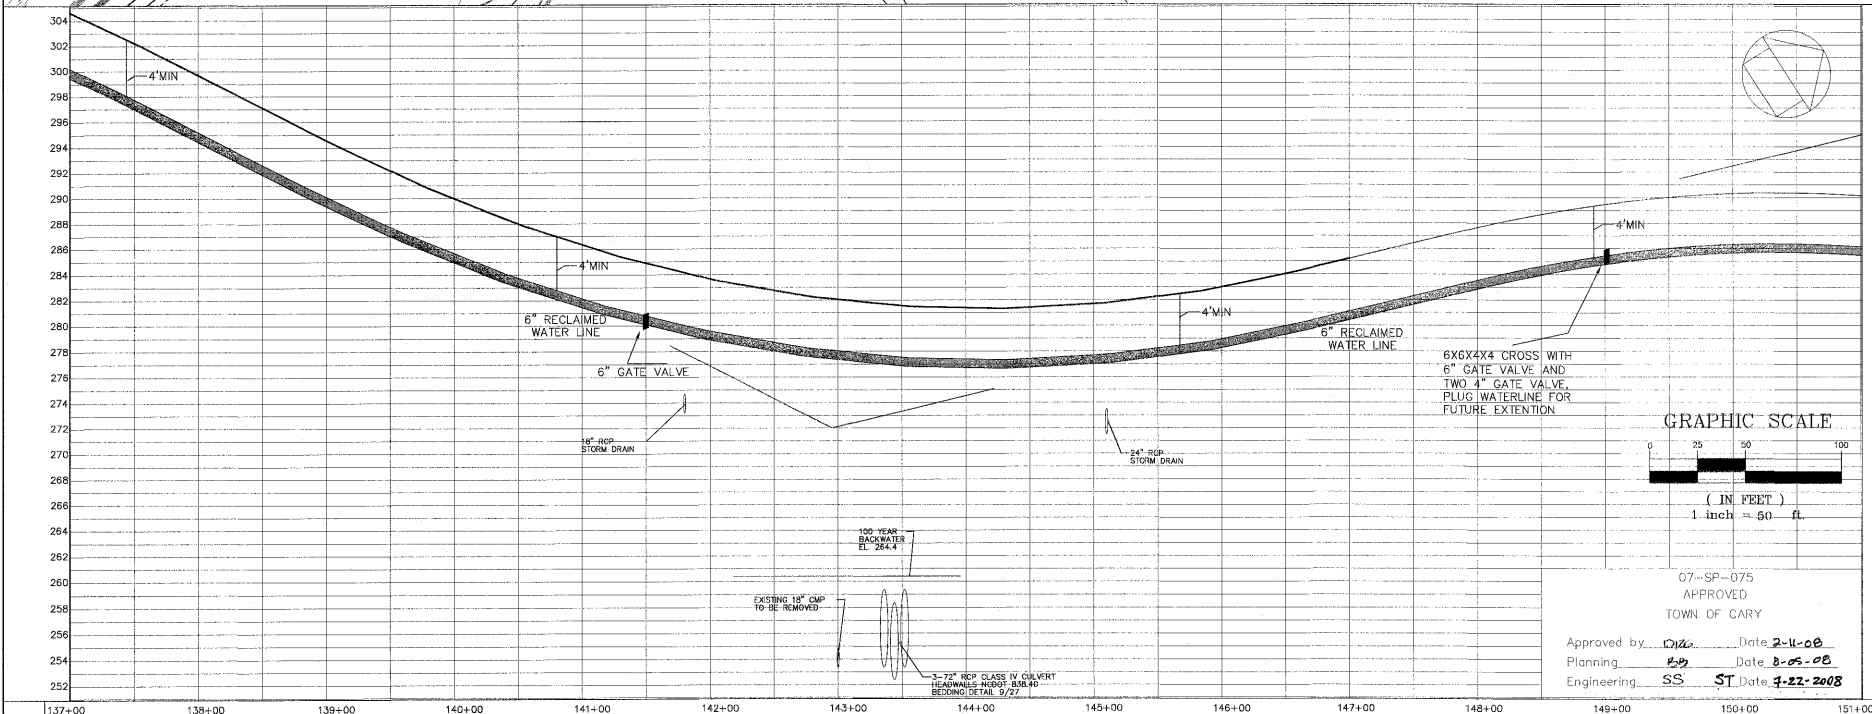 304
302
300
298
296
294
292
290
288
286
284
282
280
278
276
274
272
270
268
266
264
262
260
258
256
254
252
4'MIN
4'MIN
6" RECLAIMED
WATER LINE
6" GATE VALVE
18" RCP
STORM DRAIN
4'MIN
24" RCP
STORM DRAIN
6" RECLAIMED
WATER LINE
4'MIN
6X6X4X4 CROSS WITH
6" GATE VALVE AND
TWO 4" GATE VALVE,
PLUG WATERLINE FOR
FUTURE EXTENTION
100 YEAR
BACKWATER
EL. 264.4
EXISTING 18" CMP
TO BE REMOVED
3-72" RCP CLASS IV CULVERT
HEADWALLS NCDOT 838.40
BEDDING DETAIL 9/27
GRAPHIC SCALE
0 25 50 100
( IN FEET )
1 inch = 50 ft.
07-SP-075
APPROVED
TOWN OF CARY
Approved by Date 2-11-08
Planning Date 8-05-08
Engineering SS ST Date 7-22-2008
137+00 138+00 139+00 140+00 141+00 142+00 143+00 144+00 145+00 146+00 147+00 148+00 149+00 150+00 151+00